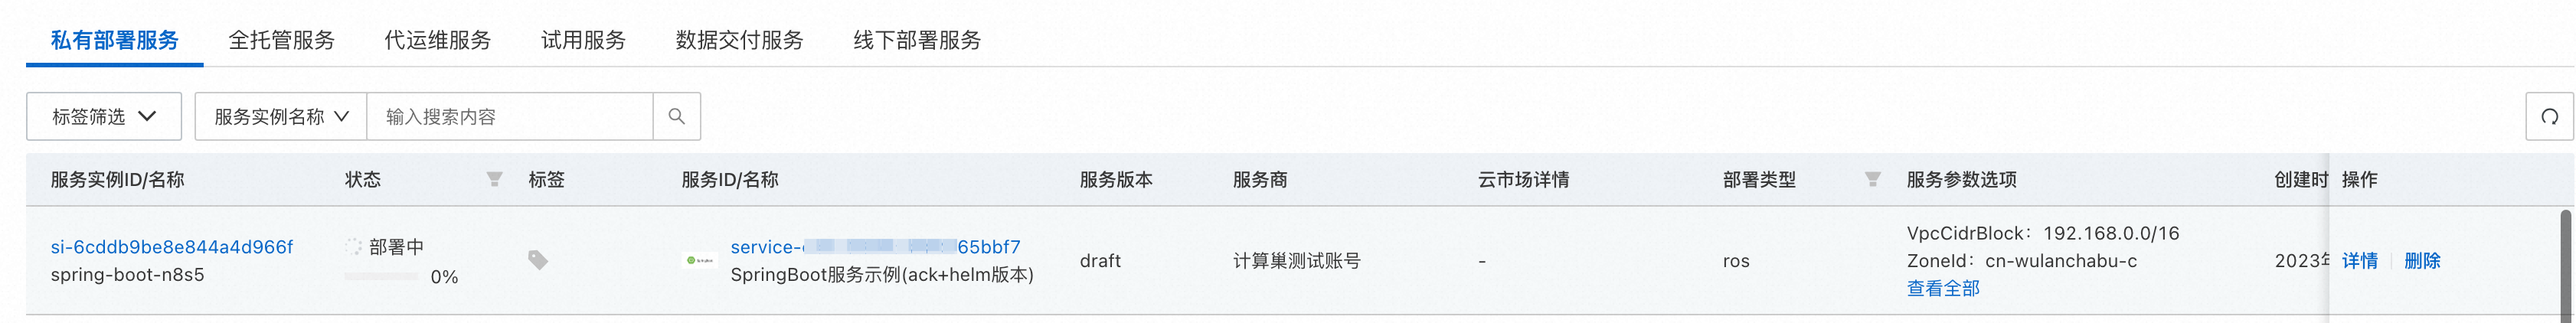 私有部署服务 全托管服务 代运维服务 试用服务 数据交付服务 线下部署服务
标签筛选 服务实例名称 输入搜索内容
服务实例ID/名称 状态 标签 服务ID/名称 服务版本 服务商 云市场详情 部署类型 服务参数选项 创建时 操作
si-6cddb9be8e844a4d966f 部署中 service- 65bbf7 draft 计算巢测试账号 - ros VpcCidrBlock：192.168.0.0/16 2023年 详情 删除
spring-boot-n8s5 0% SpringBoot服务示例(ack+helm版本) ZoneId：cn-wulanchabu-c
查看全部